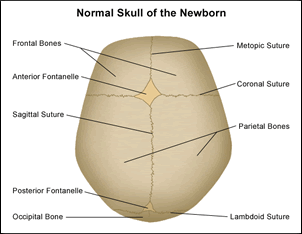 Normal Skull of the Newborn
Frontal Bones
Metopic Suture
Anterior Fontanelle
Coronal Suture
Sagittal Suture
Parietal Bones
Posterior Fontanelle
Occipital Bone
Lambdoid Suture